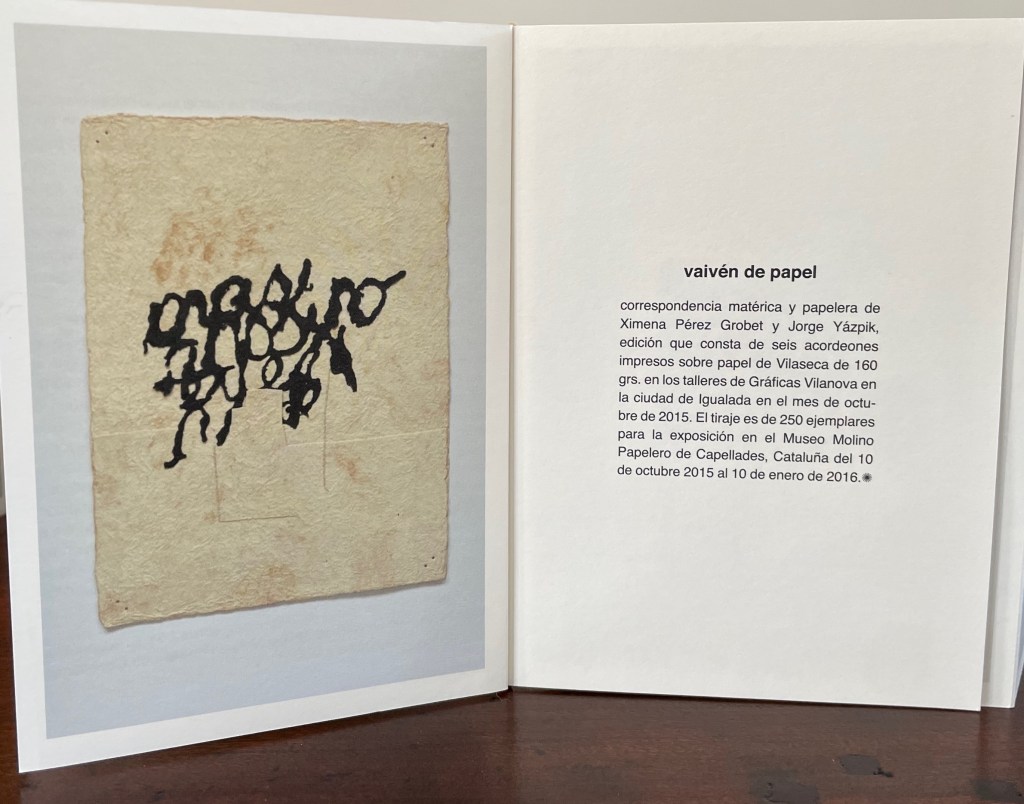 vaivén de papel
correspondencia matérica y papelera de
Ximena Pérez Grobet y Jorge Yázpik,
edición que consta de seis acordeones
impresos sobre papel de Vilaseca de 160
grs. en los talleres de Gráficas Vilanova en
la ciudad de Igualada en el mes de octu-
bre de 2015. El tiraje es de 250 ejemplares
para la exposición en el Museo Molino
Papelero de Capellades, Cataluña del 10
de octubre 2015 al 10 de enero de 2016.